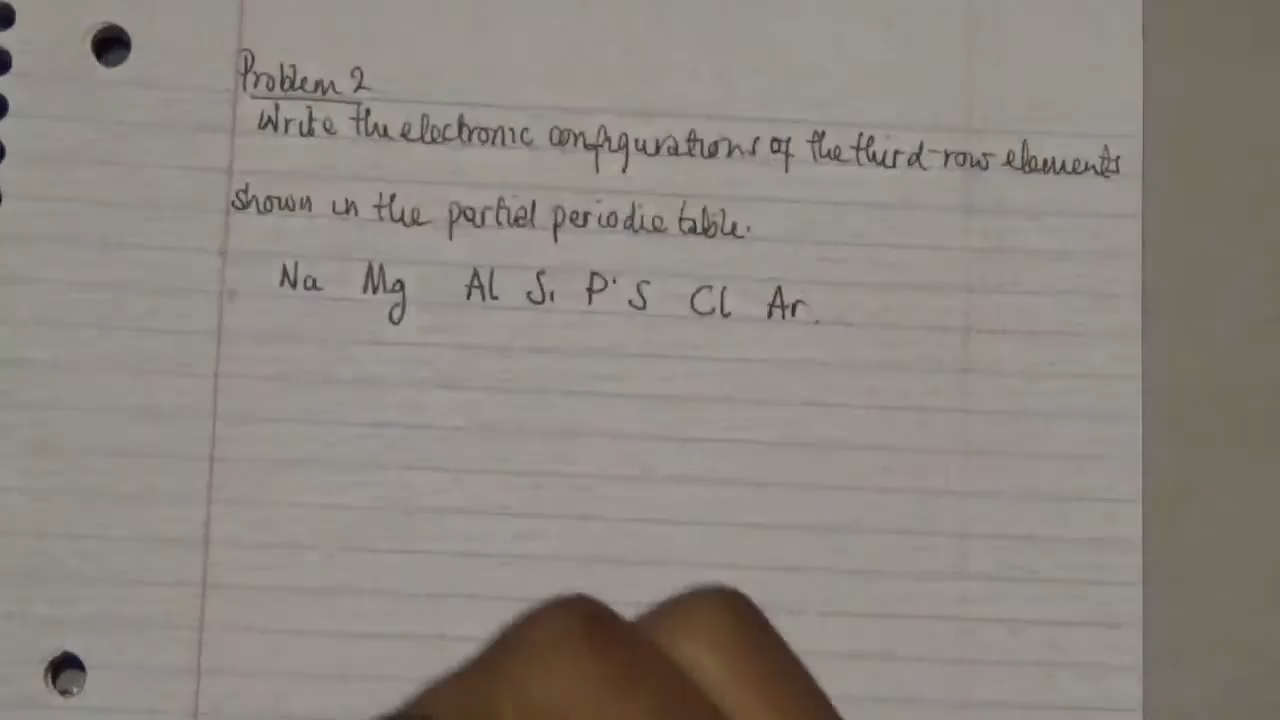 Problem 2
Write the electronic configurations of the third-row elements
shown in the partial periodic table.
Na Mg Al Si P S Cl Ar.